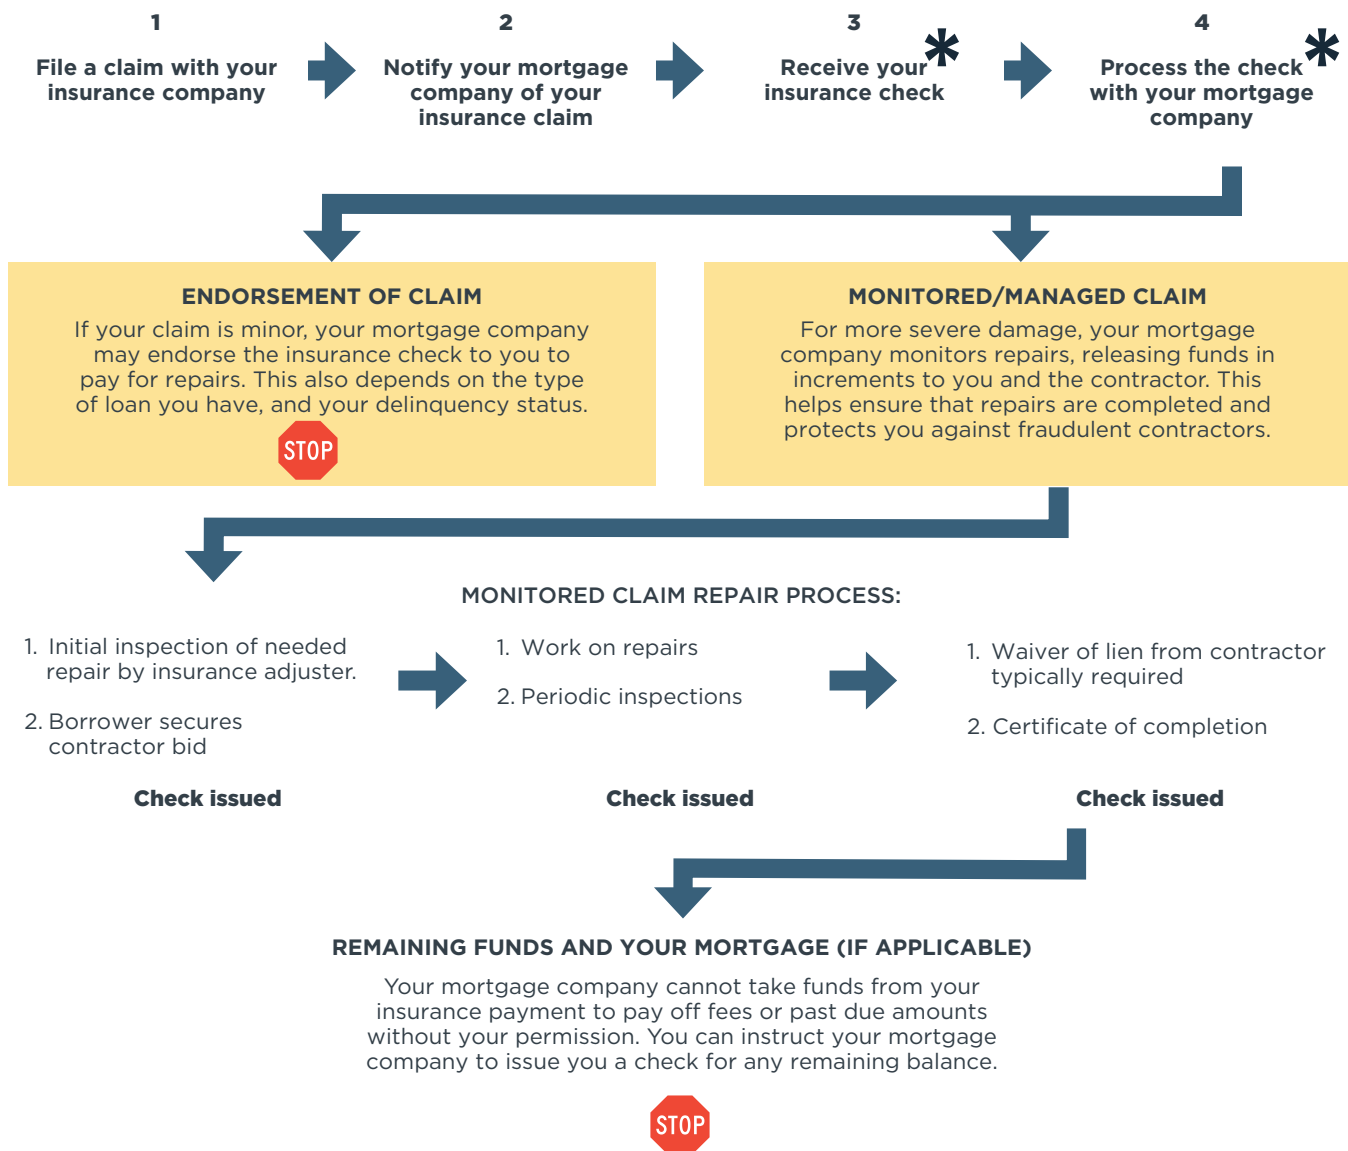 1
File a claim with your
insurance company
2
Notify your mortgage
company of your
insurance claim
3
Receive your *
insurance check
4
Process the check *
with your mortgage
company
ENDORSEMENT OF CLAIM
If your claim is minor, your mortgage company
may endorse the insurance check to you to
pay for repairs. This also depends on the type
of loan you have, and your delinquency status.
STOP
MONITORED/MANAGED CLAIM
For more severe damage, your mortgage
company monitors repairs, releasing funds in
increments to you and the contractor. This
helps ensure that repairs are completed and
protects you against fraudulent contractors.
MONITORED CLAIM REPAIR PROCESS:
1. Initial inspection of needed
repair by insurance adjuster.
2. Borrower secures
contractor bid
Check issued
1. Work on repairs
2. Periodic inspections
Check issued
1. Waiver of lien from contractor
typically required
2. Certificate of completion
Check issued
REMAINING FUNDS AND YOUR MORTGAGE (IF APPLICABLE)
Your mortgage company cannot take funds from your
insurance payment to pay off fees or past due amounts
without your permission. You can instruct your mortgage
company to issue you a check for any remaining balance.
STOP